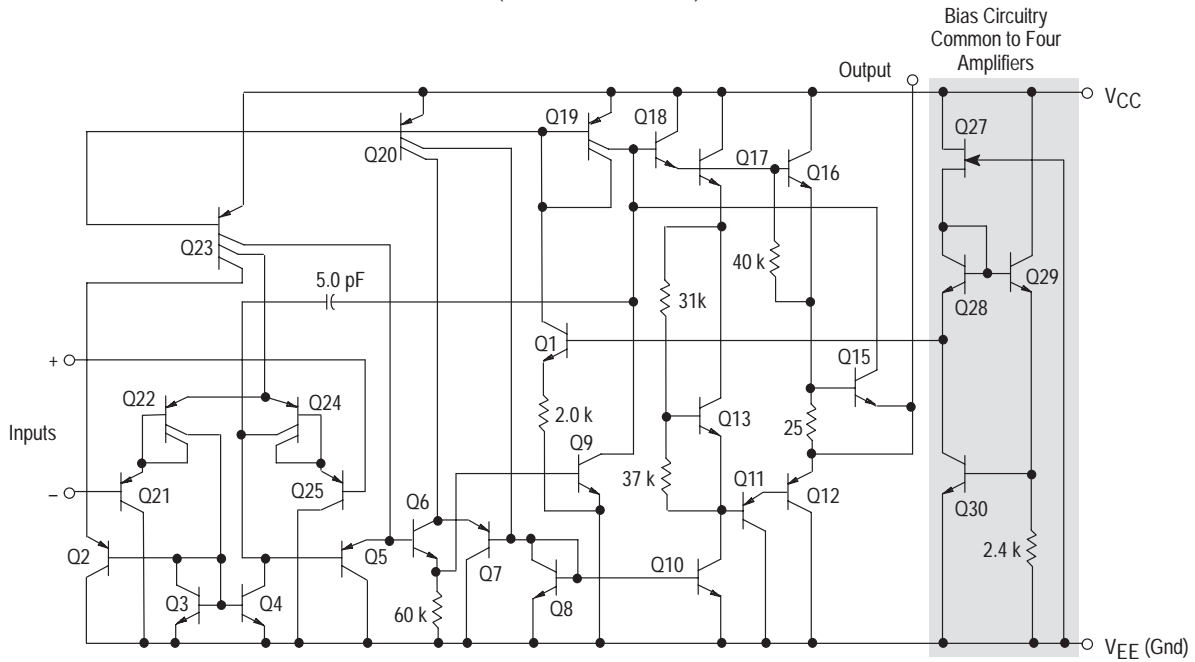 Bias Circuitry
Common to Four
Amplifiers
Output
VCC
Q19
Q18
Q27
Q20
Q17
Q16
Q23
40 k
5.0 pF
31k
Q28
Q29
+
Q1
Q15
Q22
Q24
2.0 k
Q13
25
Inputs
Q9
37 k
–
Q21
Q25
Q6
Q11
Q12
Q30
Q2
Q5
Q7
Q10
2.4 k
Q3
Q4
60 k
Q8
VEE (Gnd)